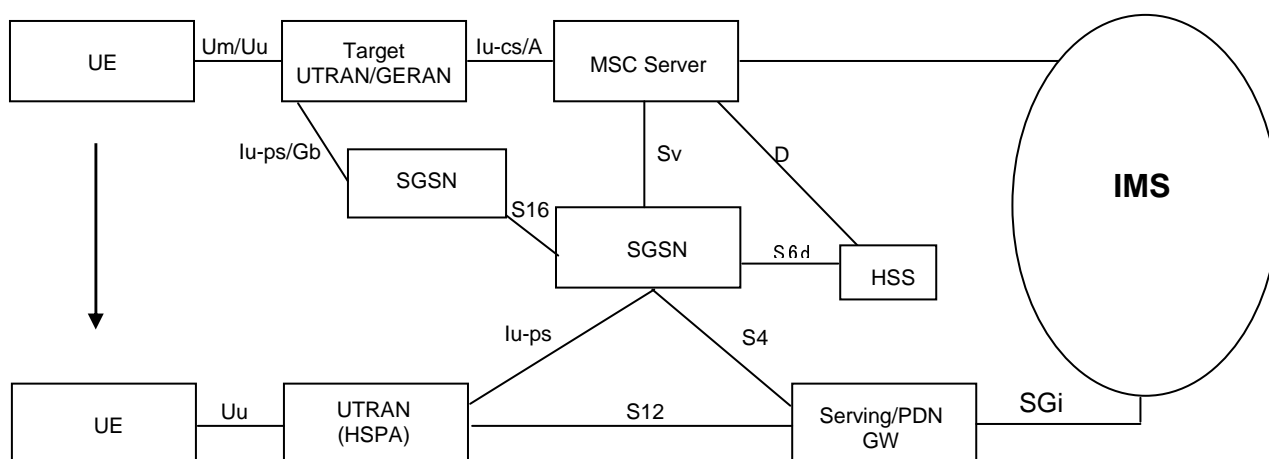 UE
Um/Uu
Target
UTRAN/GERAN
Iu-cs/A
MSC Server
Iu-ps/Gb
SGSN
S16
Sv
D
IMS
SGSN
S6d
HSS
Iu-ps
S4
UE
Uu
UTRAN
(HSPA)
S12
Serving/PDN
GW
SGi